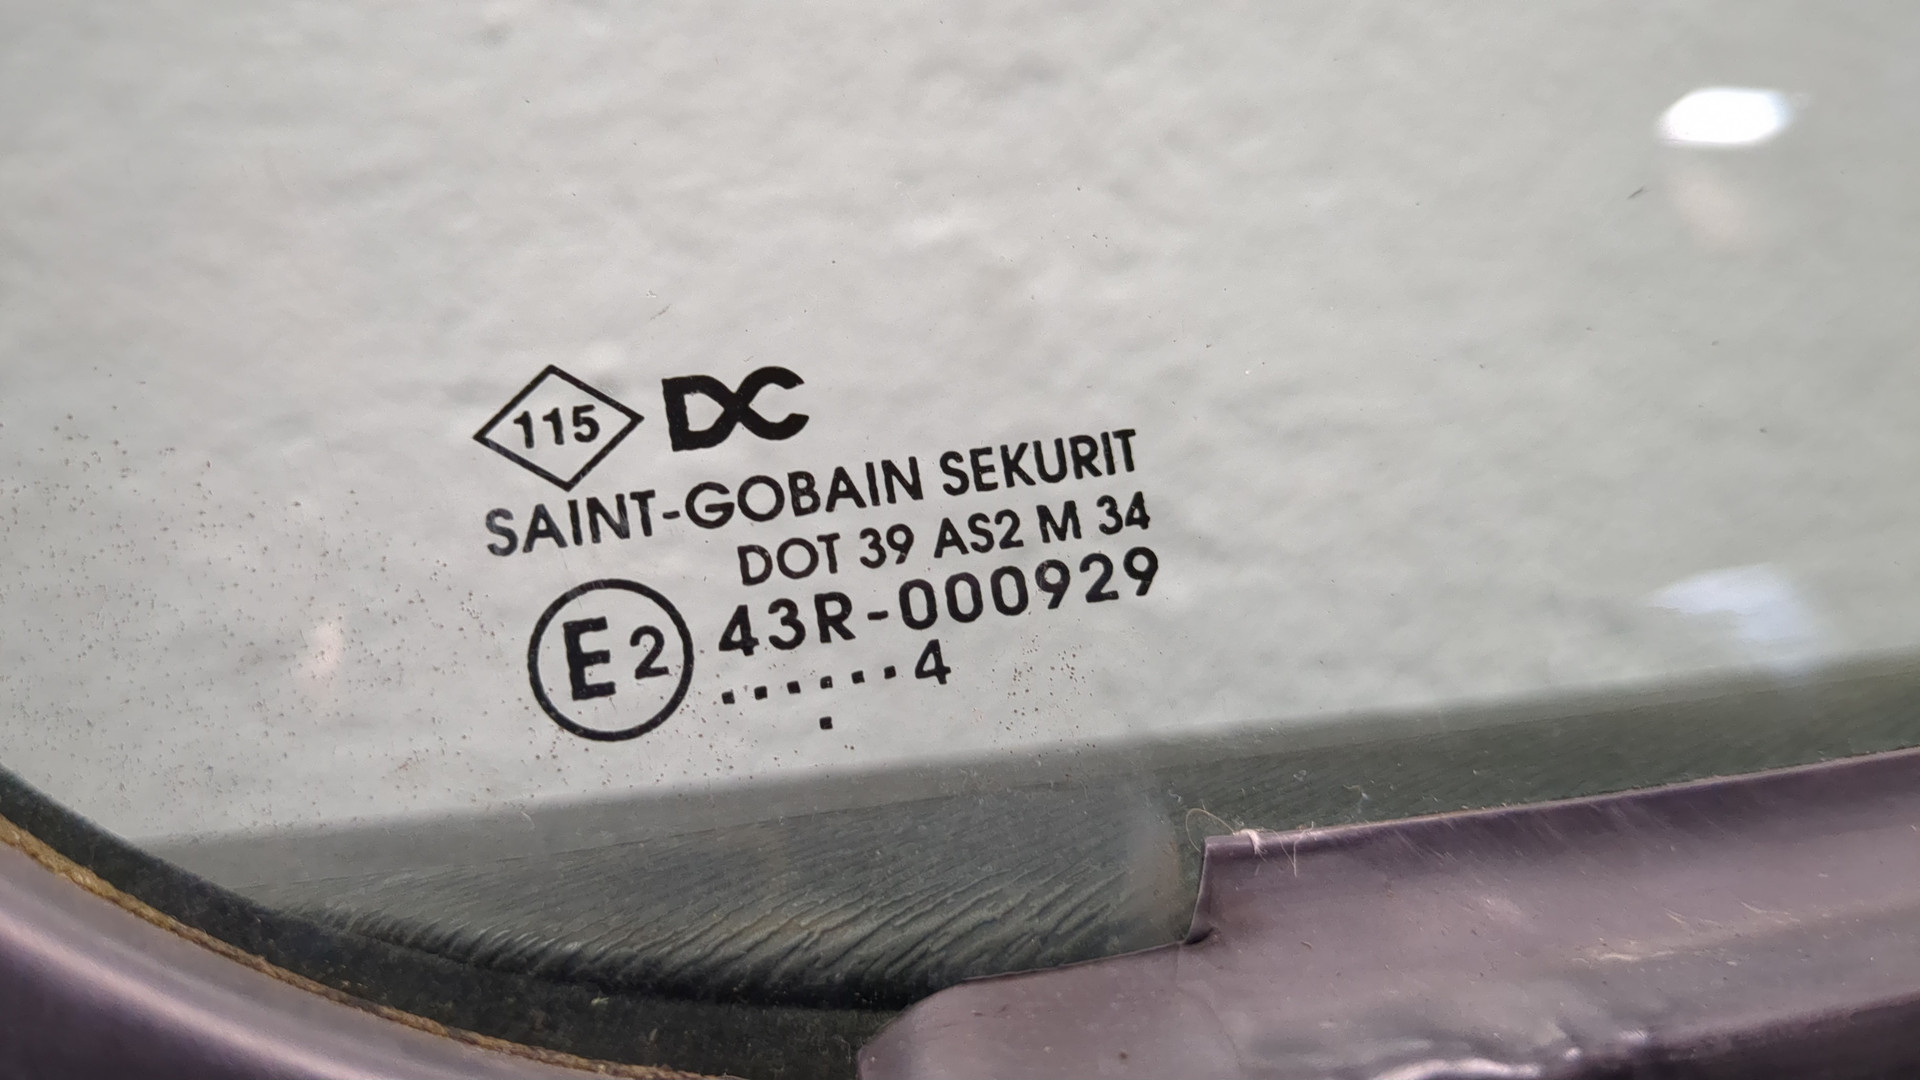 115 DC
SAINT-GOBAIN SEKURIT
DOT 39 AS2 M 34
E2 43R-000929
......4
.